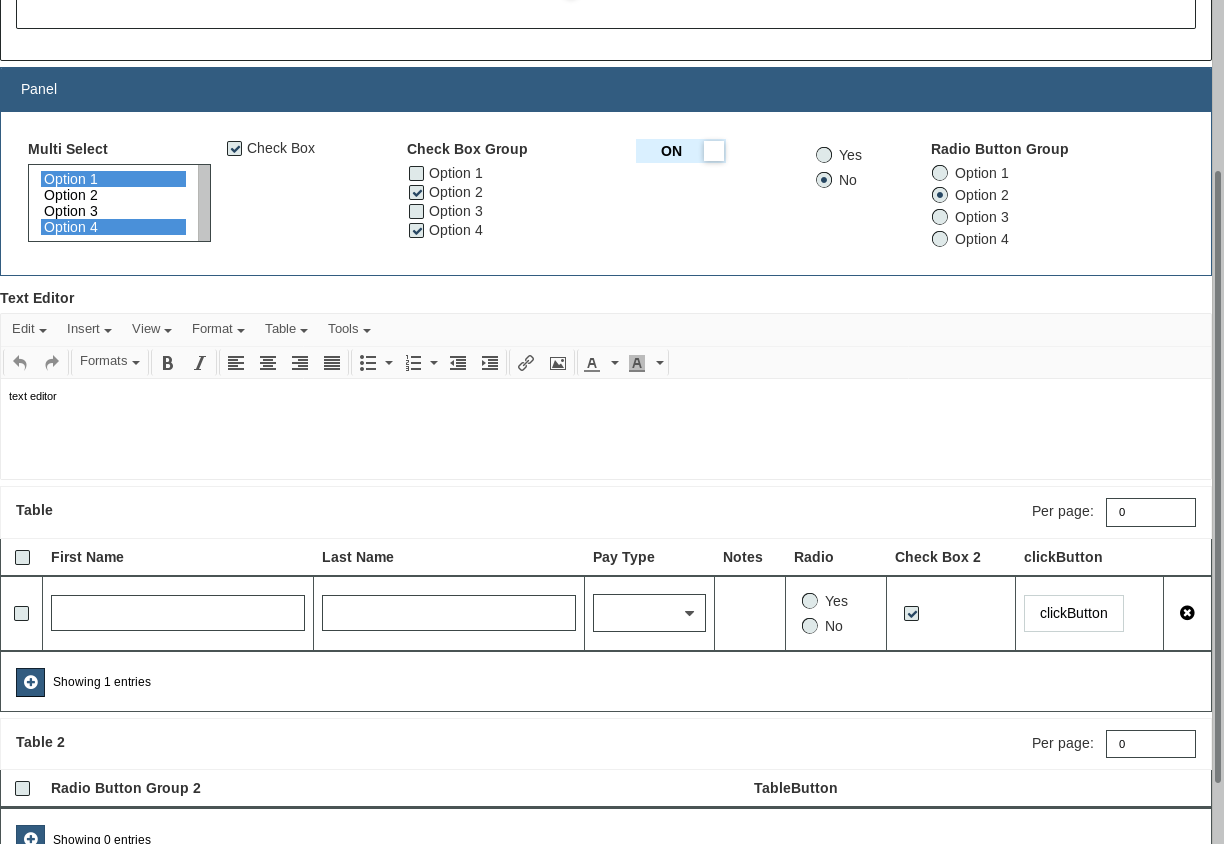 Panel
Multi Select
Option 1
Option 2
Option 3
Option 4
Check Box
Check Box Group
Option 1
Option 2
Option 3
Option 4
ON
Yes
No
Radio Button Group
Option 1
Option 2
Option 3
Option 4
Text Editor
Edit Insert View Format Table Tools
Formats B I A A
text editor
Table Per page: 0
First Name Last Name Pay Type Notes Radio Check Box 2 clickButton
Yes
No
clickButton
Showing 1 entries
Table 2 Per page: 0
Radio Button Group 2 TableButton
Showing 0 entries